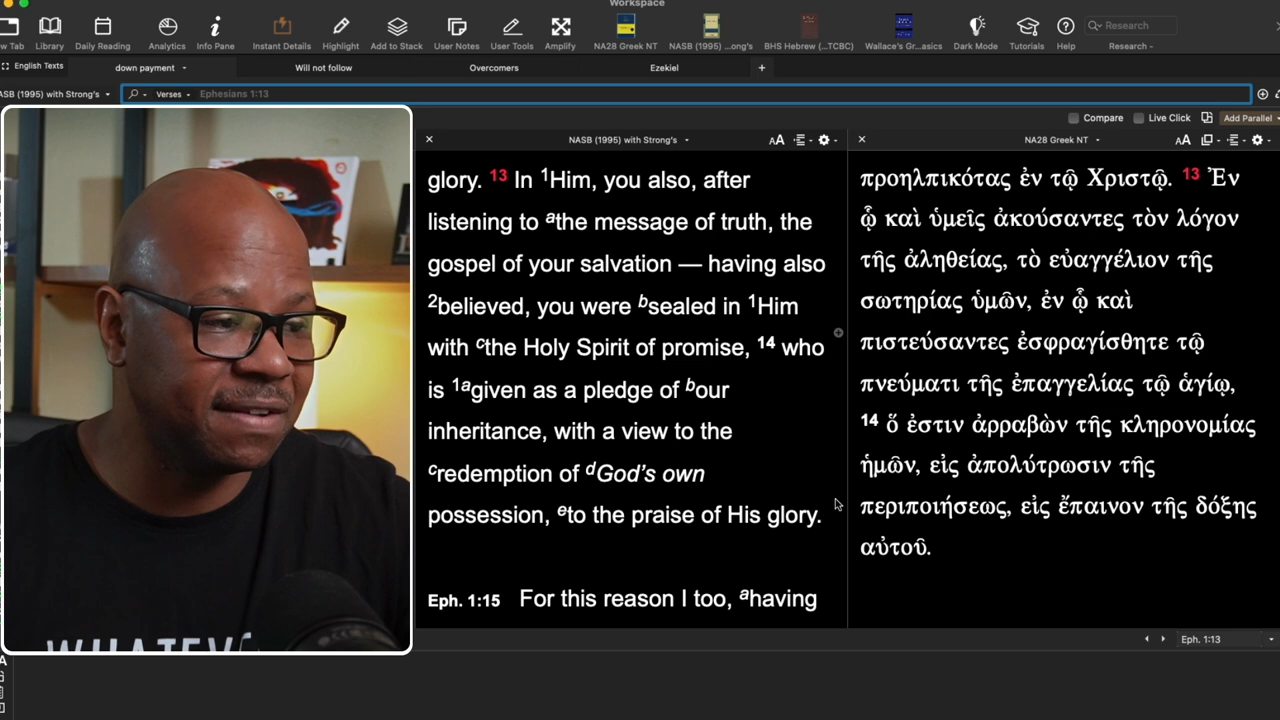 Workspace
ew Tab
Library
Daily Reading
Analytics
Info Pane
Instant Details
Highlight
Add to Stack
User Notes
User Tools
Amplify
NA28 Greek NT
NASB (1995) ...ong's
BHS Hebrew (...TCBC)
Wallace's Gr...asics
Dark Mode
Tutorials
Help
Research
Research
English Texts
down payment
Will not follow
Overcomers
Ezekiel
+
ASB (1995) with Strong's
Verses
Ephesians 1:13
Compare
Live Click
Add Parallel
NASB (1995) with Strong's
AA
NA28 Greek NT
AA
glory. 13 In 1Him, you also, after
listening to athe message of truth, the
gospel of your salvation — having also
2believed, you were bsealed in 1Him
with cthe Holy Spirit of promise, 14 who
is 1agiven as a pledge of bour
inheritance, with a view to the
credemption of dGod's own
possession, eto the praise of His glory.
Eph. 1:15 For this reason I too, ahaving
προηλπικότας ἐν τῷ Χριστῷ. 13 Ἐν
ᾧ καὶ ὑμεῖς ἀκούσαντες τὸν λόγον
τῆς ἀληθείας, τὸ εὐαγγέλιον τῆς
σωτηρίας ὑμῶν, ἐν ᾧ καὶ
πιστεύσαντες ἐσφραγίσθητε τῷ
πνεύματι τῆς ἐπαγγελίας τῷ ἁγίῳ,
14 ὅ ἐστιν ἀρραβὼν τῆς κληρονομίας
ἡμῶν, εἰς ἀπολύτρωσιν τῆς
περιποιήσεως, εἰς ἔπαινον τῆς δόξης
αὐτοῦ.
Eph. 1:13